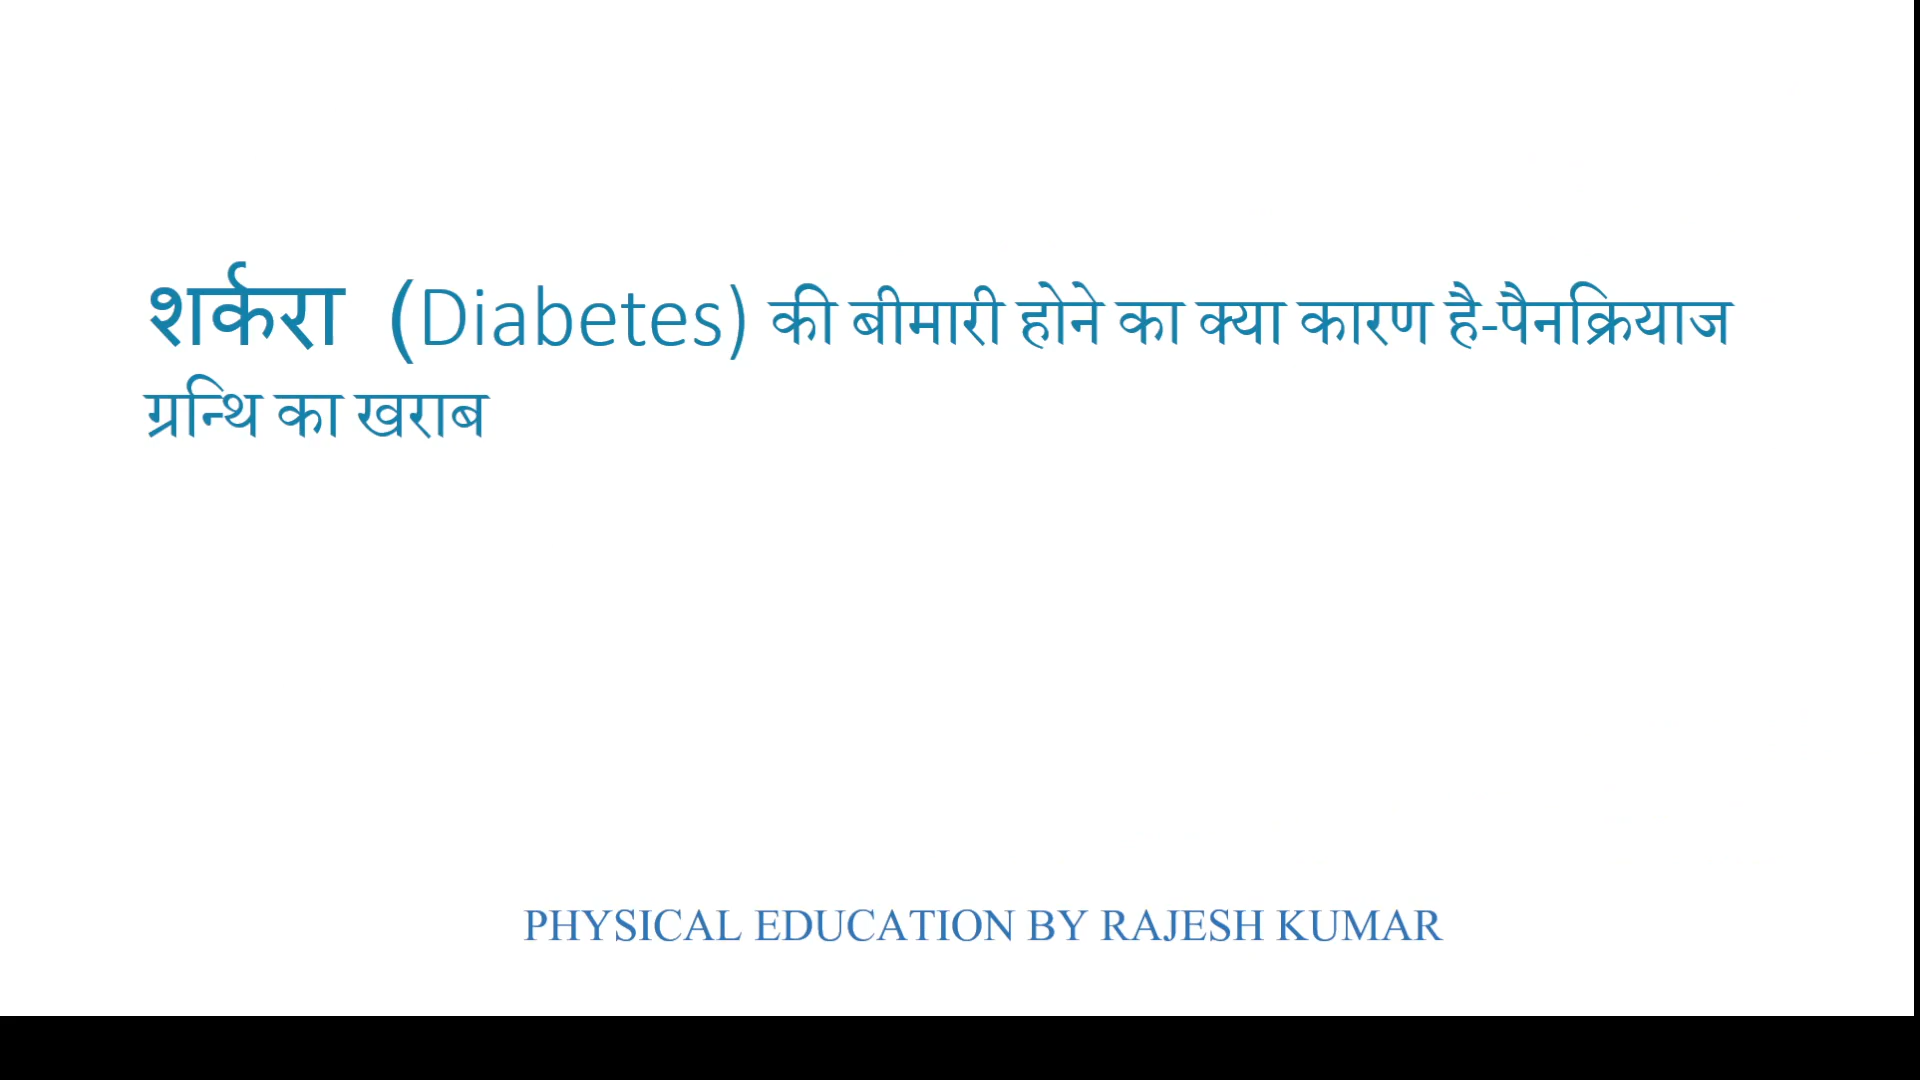 शर्करा (Diabetes) की बीमारी होने का क्या कारण है-पैनक्रियाज
ग्रन्थि का खराब
PHYSICAL EDUCATION BY RAJESH KUMAR